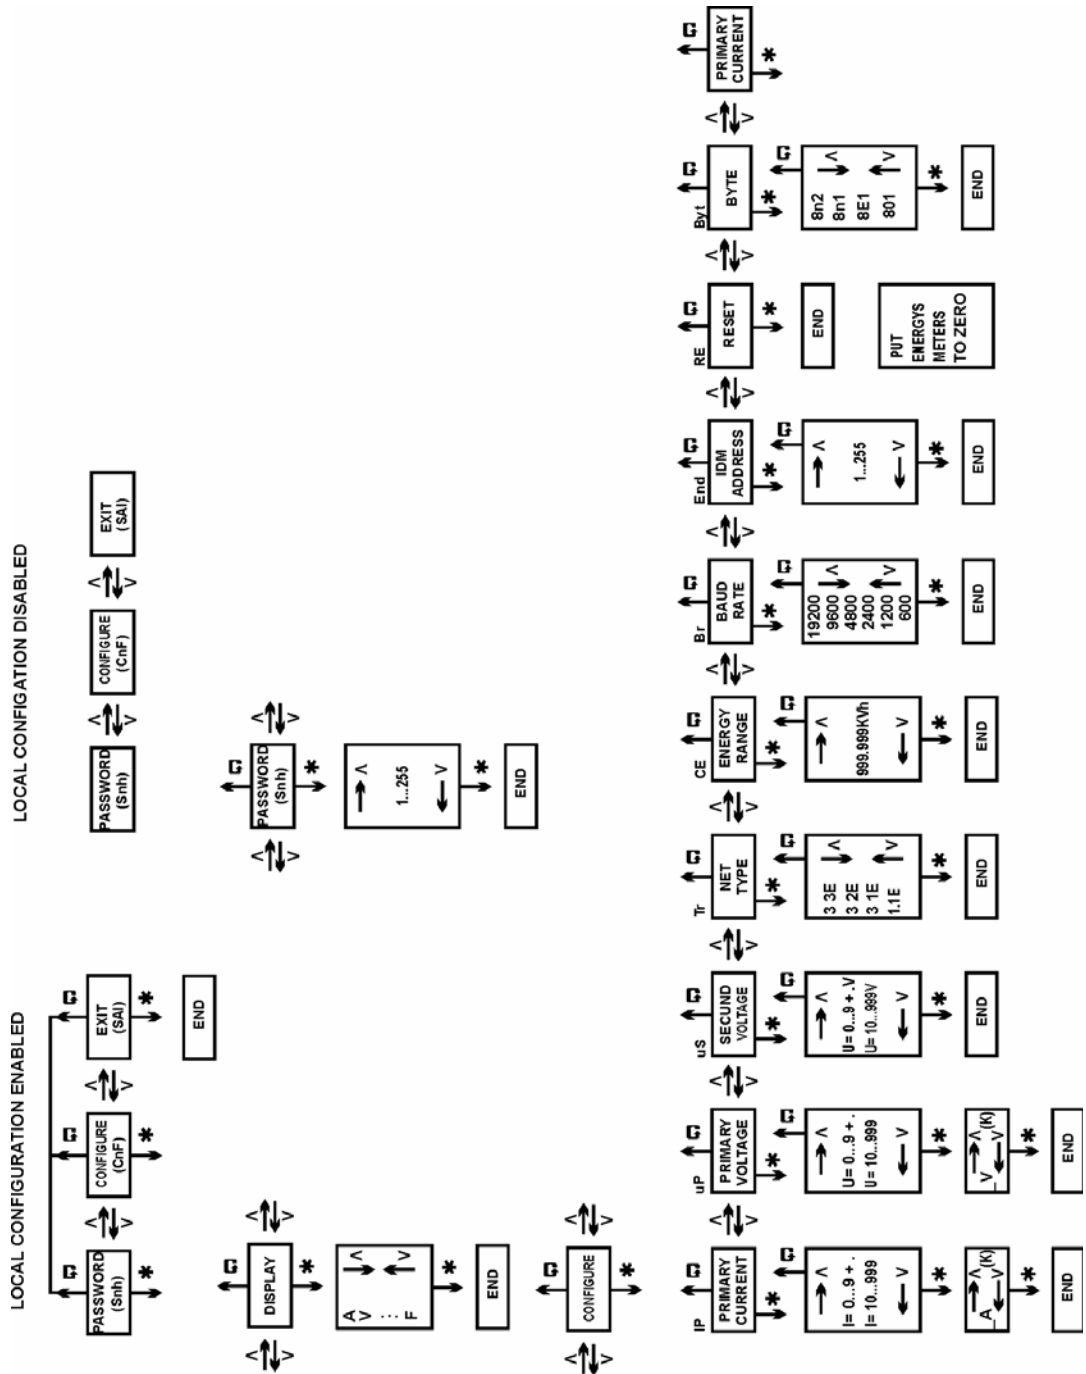 LOCAL CONFIGURATION ENABLED
PASSWORD
(Snh)
CONFIGURE
(CnF)
EXIT
(SAI)
END
LOCAL CONFIGATION DISABLED
PASSWORD
(Snh)
CONFIGURE
(CnF)
EXIT
(SAI)
DISPLAY
A
V
:
F
END
PASSWORD
(Snh)
1...255
END
CONFIGURE
IP
PRIMARY
CURRENT
I= 0...9 + .
I= 10...999
_A_
(K)
END
uP
PRIMARY
VOLTAGE
U= 0...9 + .
U= 10...999
_V_
(K)
END
uS
SECUND
VOLTAGE
U= 0...9 + .V
U= 10...999V
END
Tr
NET
TYPE
3 3E
3 2E
3 1E
1.1E
END
CE
ENERGY
RANGE
999.999KVh
END
Br
BAUD
RATE
19200
9600
4800
2400
1200
600
END
End
IDM
ADDRESS
1...255
END
RE
RESET
END
PUT
ENERGYS
METERS
TO ZERO
Byt
BYTE
8n2
8n1
8E1
801
END
PRIMARY
CURRENT